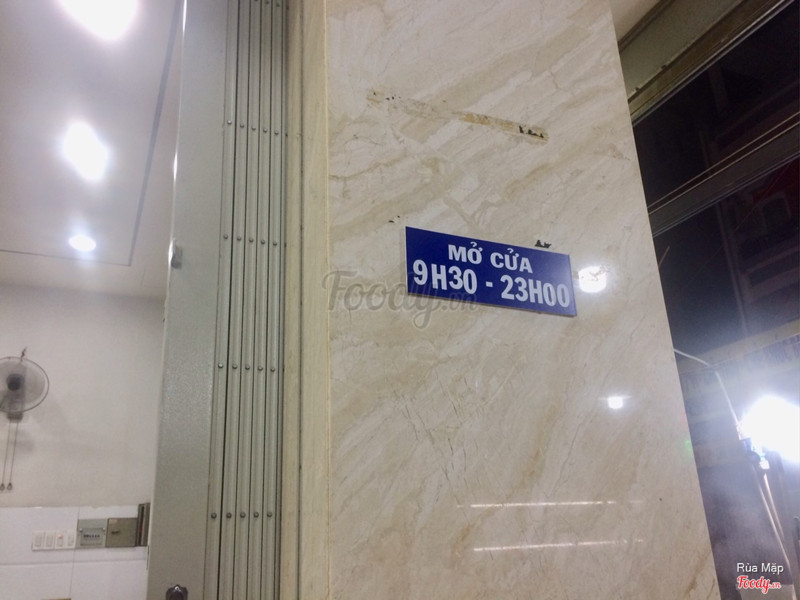 MỞ CỬA
9H30 - 23H00
Foody.vn
Rùa Mập
Foody.vn